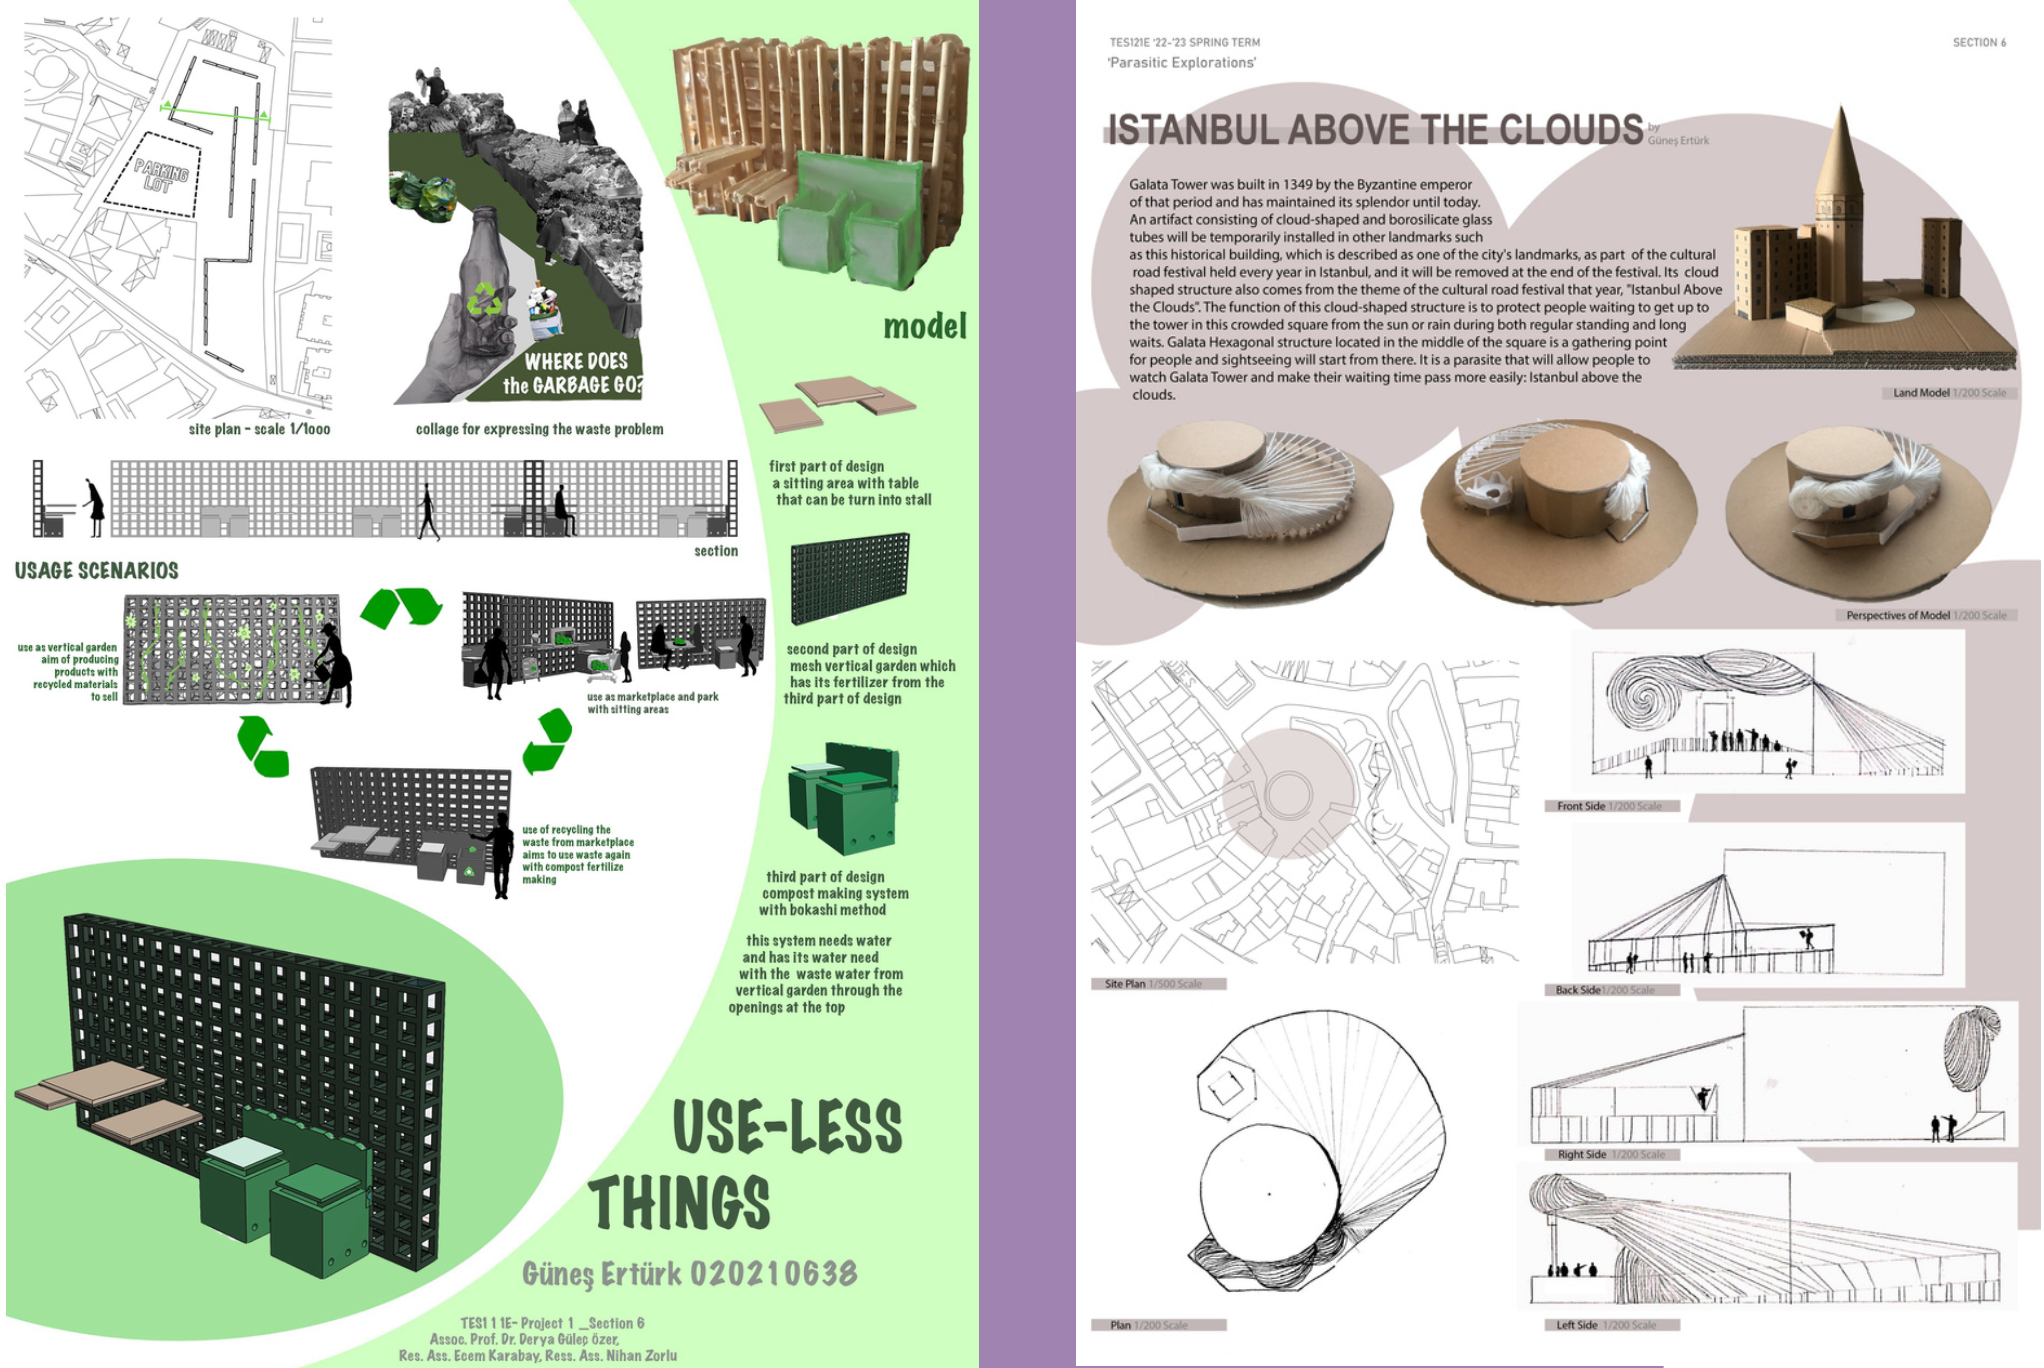 PARKING
LOT
site plan - scale 1/1000
WHERE DOES
the GARBAGE GO?
collage for expressing the waste problem
model
first part of design
a sitting area with table
that can be turn into stall
section
USAGE SCENARIOS
use as vertical garden
aim of producing
products with
recycled materials
to sell
use as marketplace and park
with sitting areas
second part of design
mesh vertical garden which
has its fertilizer from the
third part of design
use of recycling the
waste from marketplace
aims to use waste again
with compost fertilize
making
third part of design
compost making system
with bokashi method
this system needs water
and has its water need
with the waste water from
vertical garden through the
openings at the top
USE-LESS
THINGS
Güneş Ertürk 020210638
TES1 1 1E- Project 1 _Section 6
Assoc. Prof. Dr. Derya Güleç özer,
Res. Ass. Ecem Karabay, Ress. Ass. Nihan Zorlu
TES121E '22-'23 SPRING TERM
SECTION 6
'Parasitic Explorations'
ISTANBUL ABOVE THE CLOUDS
by
Güneş Ertürk
Galata Tower was built in 1349 by the Byzantine emperor
of that period and has maintained its splendor until today.
An artifact consisting of cloud-shaped and borosilicate glass
tubes will be temporarily installed in other landmarks such
as this historical building, which is described as one of the city's landmarks, as part of the cultural
road festival held every year in Istanbul, and it will be removed at the end of the festival. Its cloud
shaped structure also comes from the theme of the cultural road festival that year, "Istanbul Above
the Clouds". The function of this cloud-shaped structure is to protect people waiting to get up to
the tower in this crowded square from the sun or rain during both regular standing and long
waits. Galata Hexagonal structure located in the middle of the square is a gathering point
for people and sightseeing will start from there. It is a parasite that will allow people to
watch Galata Tower and make their waiting time pass more easily: Istanbul above the
clouds.
Land Model 1/200 Scale
Perspectives of Model 1/200 Scale
Front Side 1/200 Scale
Site Plan 1/500 Scale
Back Side 1/200 Scale
Right Side 1/200 Scale
Plan 1/200 Scale
Left Side 1/200 Scale